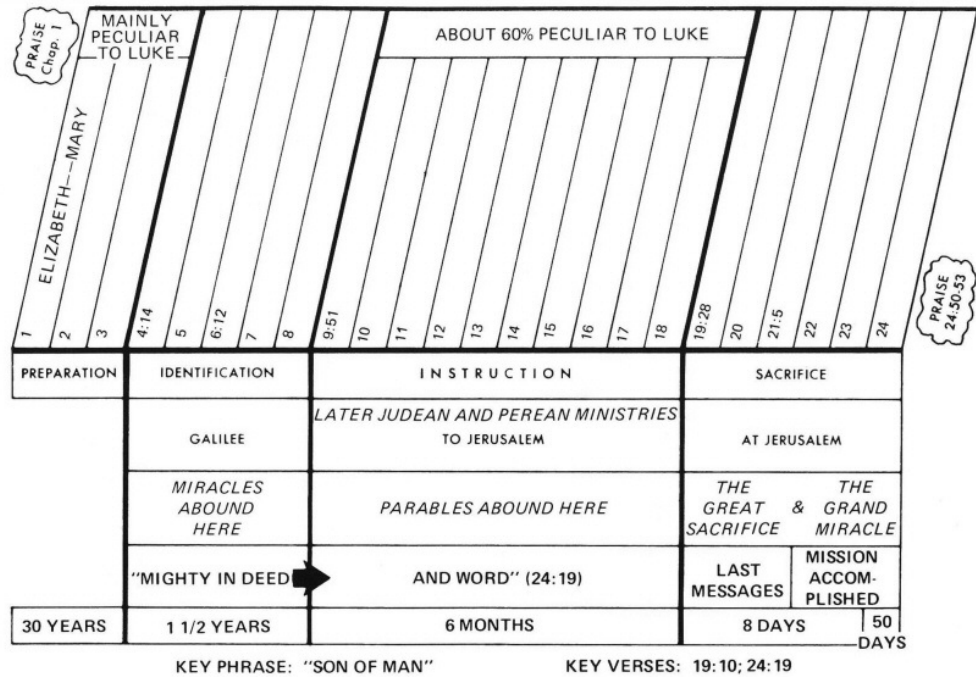 PRAISE
Chap. 1
MAINLY
PECULIAR
TO LUKE
ABOUT 60% PECULIAR TO LUKE
ELIZABETH---MARY
1
2
3
4:14
5
6:12
7
8
9:51
10
11
12
13
14
15
16
17
18
19:28
20
21:5
22
23
24
PRAISE
24:50-53
PREPARATION
IDENTIFICATION
INSTRUCTION
SACRIFICE
GALILEE
LATER JUDEAN AND PEREAN MINISTRIES
TO JERUSALEM
AT JERUSALEM
MIRACLES
ABOUND
HERE
PARABLES ABOUND HERE
THE THE
GREAT & GRAND
SACRIFICE MIRACLE
"MIGHTY IN DEED
AND WORD" (24:19)
LAST
MESSAGES
MISSION
ACCOM-
PLISHED
30 YEARS
1 1/2 YEARS
6 MONTHS
8 DAYS
50
DAYS
KEY PHRASE: "SON OF MAN" KEY VERSES: 19:10; 24:19